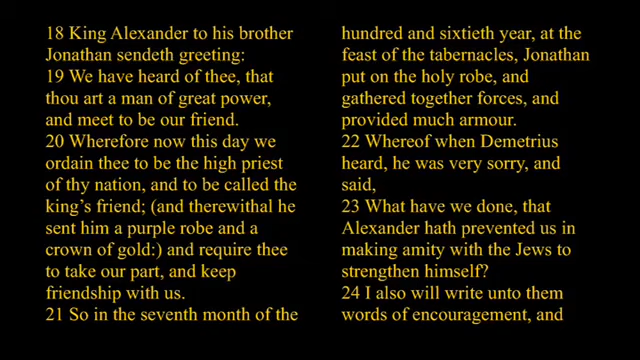 18 King Alexander to his brother
Jonathan sendeth greeting:
19 We have heard of thee, that
thou art a man of great power,
and meet to be our friend.
20 Wherefore now this day we
ordain thee to be the high priest
of thy nation, and to be called the
king’s friend; (and therewithal he
sent him a purple robe and a
crown of gold:) and require thee
to take our part, and keep
friendship with us.
21 So in the seventh month of the
hundred and sixtieth year, at the
feast of the tabernacles, Jonathan
put on the holy robe, and
gathered together forces, and
provided much armour.
22 Whereof when Demetrius
heard, he was very sorry, and
said,
23 What have we done, that
Alexander hath prevented us in
making amity with the Jews to
strengthen himself?
24 I also will write unto them
words of encouragement, and